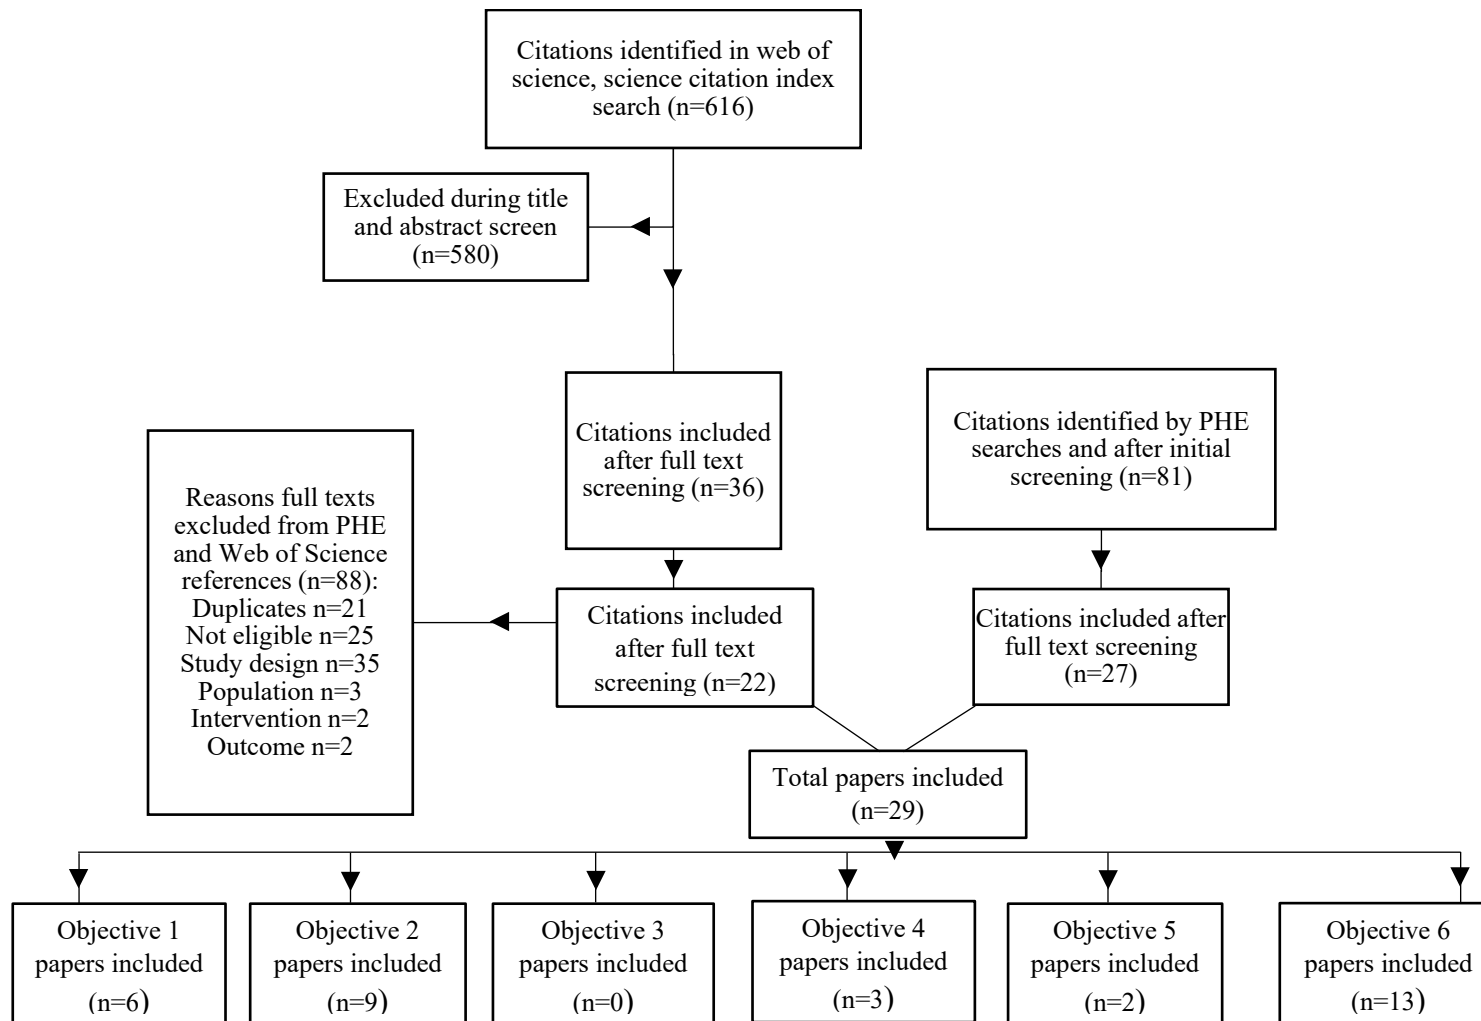 Citations identified in web of
science, science citation index
search (n=616)
Excluded during title
and abstract screen
(n=580)
Citations included
after full text
screening (n=36)
Citations identified by PHE
searches and after initial
screening (n=81)
Reasons full texts
excluded from PHE
and Web of Science
references (n=88):
Duplicates n=21
Not eligible n=25
Study design n=35
Population n=3
Intervention n=2
Outcome n=2
Citations included
after full text
screening (n=22)
Citations included after
full text screening
(n=27)
Total papers included
(n=29)
Objective 1
papers included
(n=6)
Objective 2
papers included
(n=9)
Objective 3
papers included
(n=0)
Objective 4
papers included
(n=3)
Objective 5
papers included
(n=2)
Objective 6
papers included
(n=13)